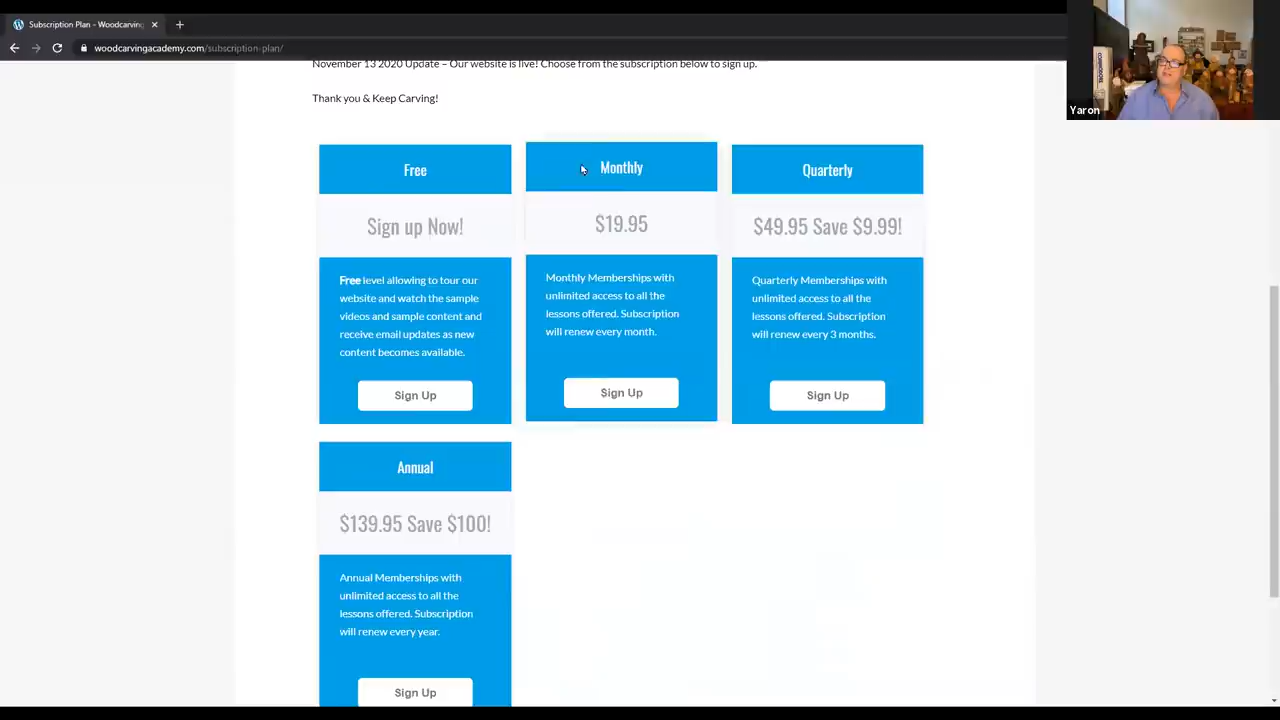 Subscription Plan - Woodcarving
woodcarvingacademy.com/subscription-plan/
Yaron
November 13 2020 Update – Our website is live! Choose from the subscription below to sign up.
Thank you & Keep Carving!
Free
Sign up Now!
Free level allowing to tour our
website and watch the sample
videos and sample content and
receive email updates as new
content becomes available.
Sign Up
Monthly
$19.95
Monthly Memberships with
unlimited access to all the
lessons offered. Subscription
will renew every month.
Sign Up
Quarterly
$49.95 Save $9.99!
Quarterly Memberships with
unlimited access to all the
lessons offered. Subscription
will renew every 3 months.
Sign Up
Annual
$139.95 Save $100!
Annual Memberships with
unlimited access to all the
lessons offered. Subscription
will renew every year.
Sign Up